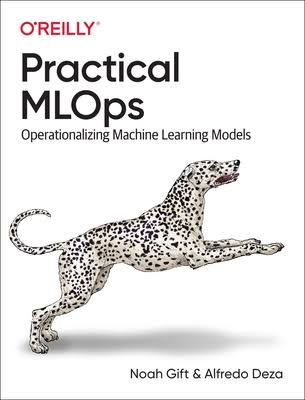 O'REILLY®
Practical
MLOps
Operationalizing Machine Learning Models
Noah Gift & Alfredo Deza